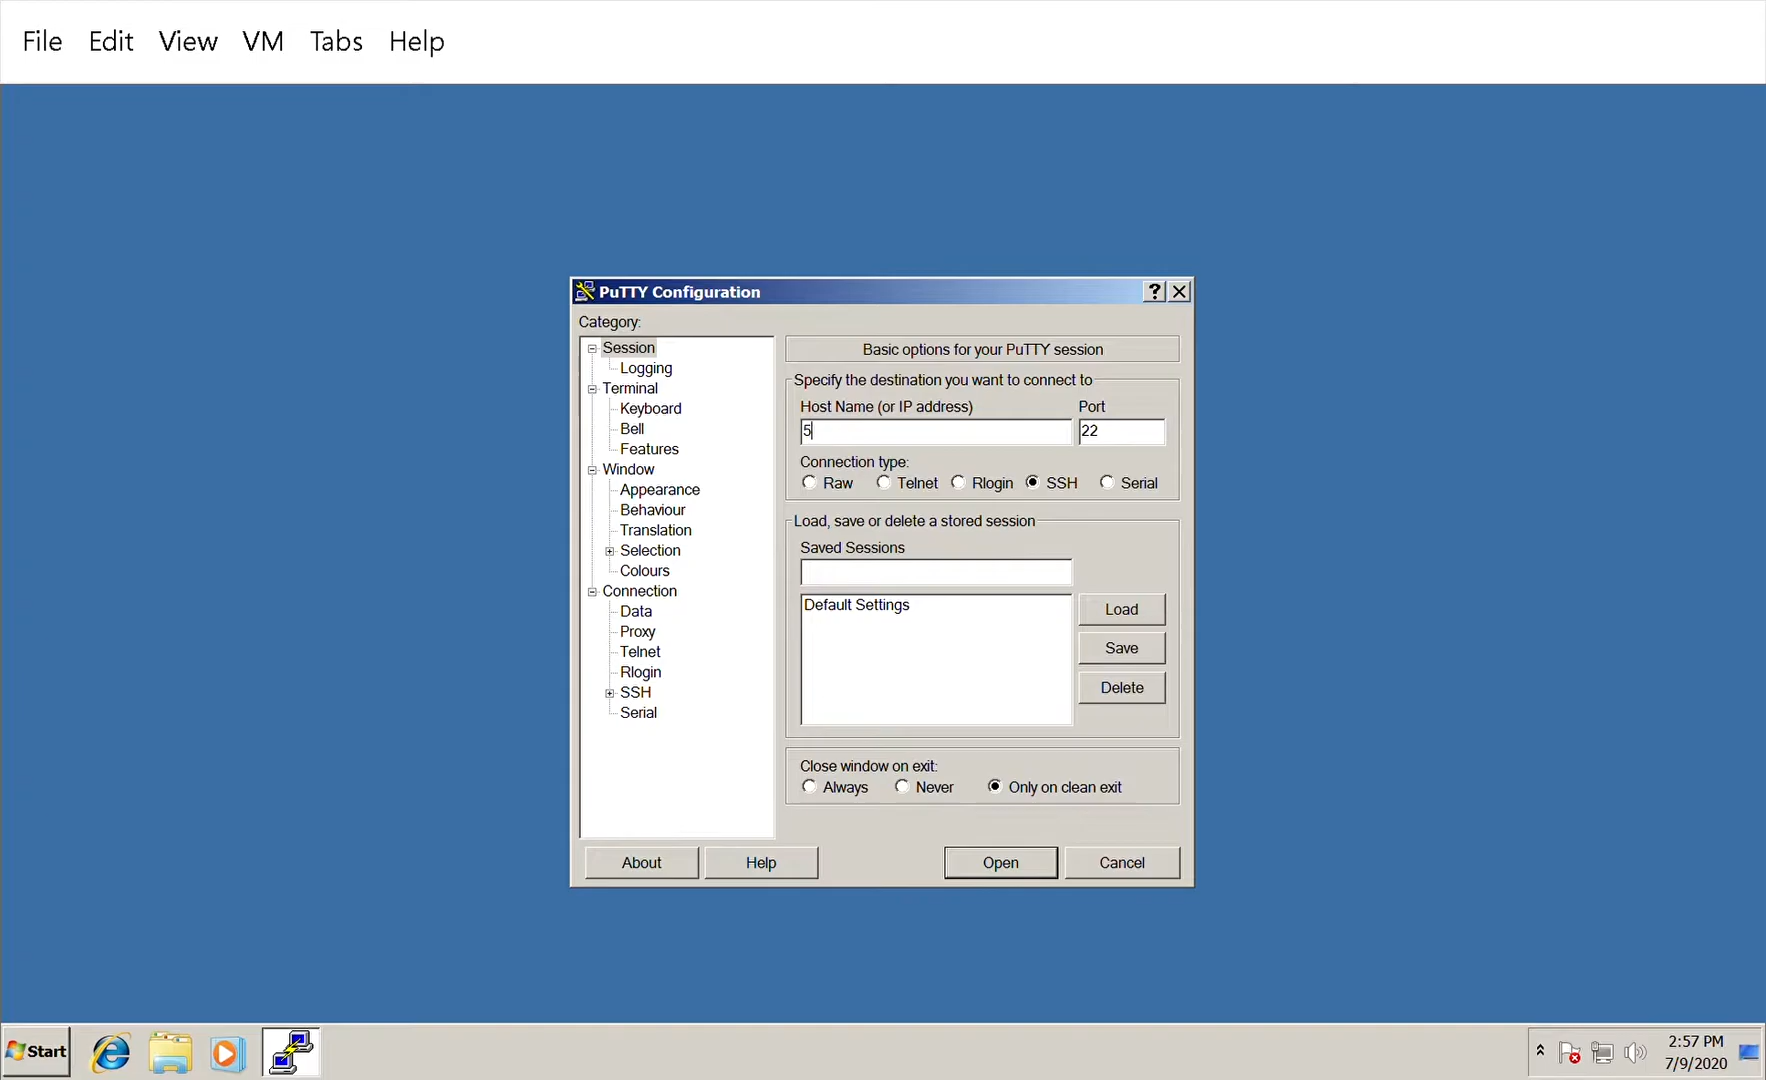 File Edit View VM Tabs Help
PuTTY Configuration
Category:
Session
Logging
Terminal
Keyboard
Bell
Features
Window
Appearance
Behaviour
Translation
Selection
Colours
Connection
Data
Proxy
Telnet
Rlogin
SSH
Serial
Basic options for your PuTTY session
Specify the destination you want to connect to
Host Name (or IP address) Port
5 22
Connection type:
Raw Telnet Rlogin SSH Serial
Load, save or delete a stored session
Saved Sessions
Default Settings
Load
Save
Delete
Close window on exit:
Always Never Only on clean exit
About Help Open Cancel
Start
2:57 PM
7/9/2020